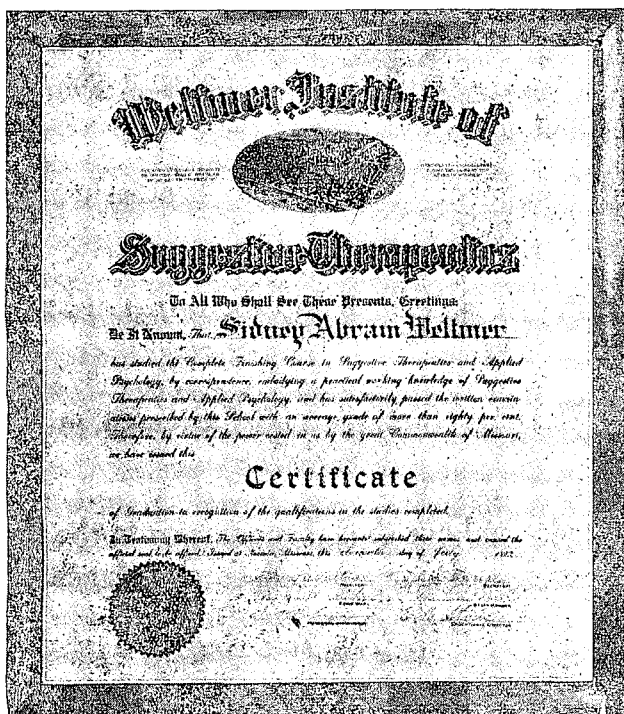 Weltmer Institute of
Suggestive Therapeutics
To All Who Shall See These Presents, Greetings:
Be It Known, That Sidney Abram Weltmer
has studied the Complete Finishing Course in Suggestive Therapeutics and Applied
Psychology, by correspondence, embodying a practical working knowledge of Suggestive
Therapeutics and Applied Psychology, and has satisfactorily passed the written examin-
ations prescribed by this School with an average grade of more than eighty per cent.
Therefore, by virtue of the power vested in us by the great Commonwealth of Missouri,
we have issued this
Certificate
of Graduation in recognition of the qualifications in the studies completed.
In Testimony Whereof, The Officers and Faculty have hereunto subscribed their names and caused the
official seal to be affixed. Issued at Nevada, Missouri, this day of July
President
Secretary